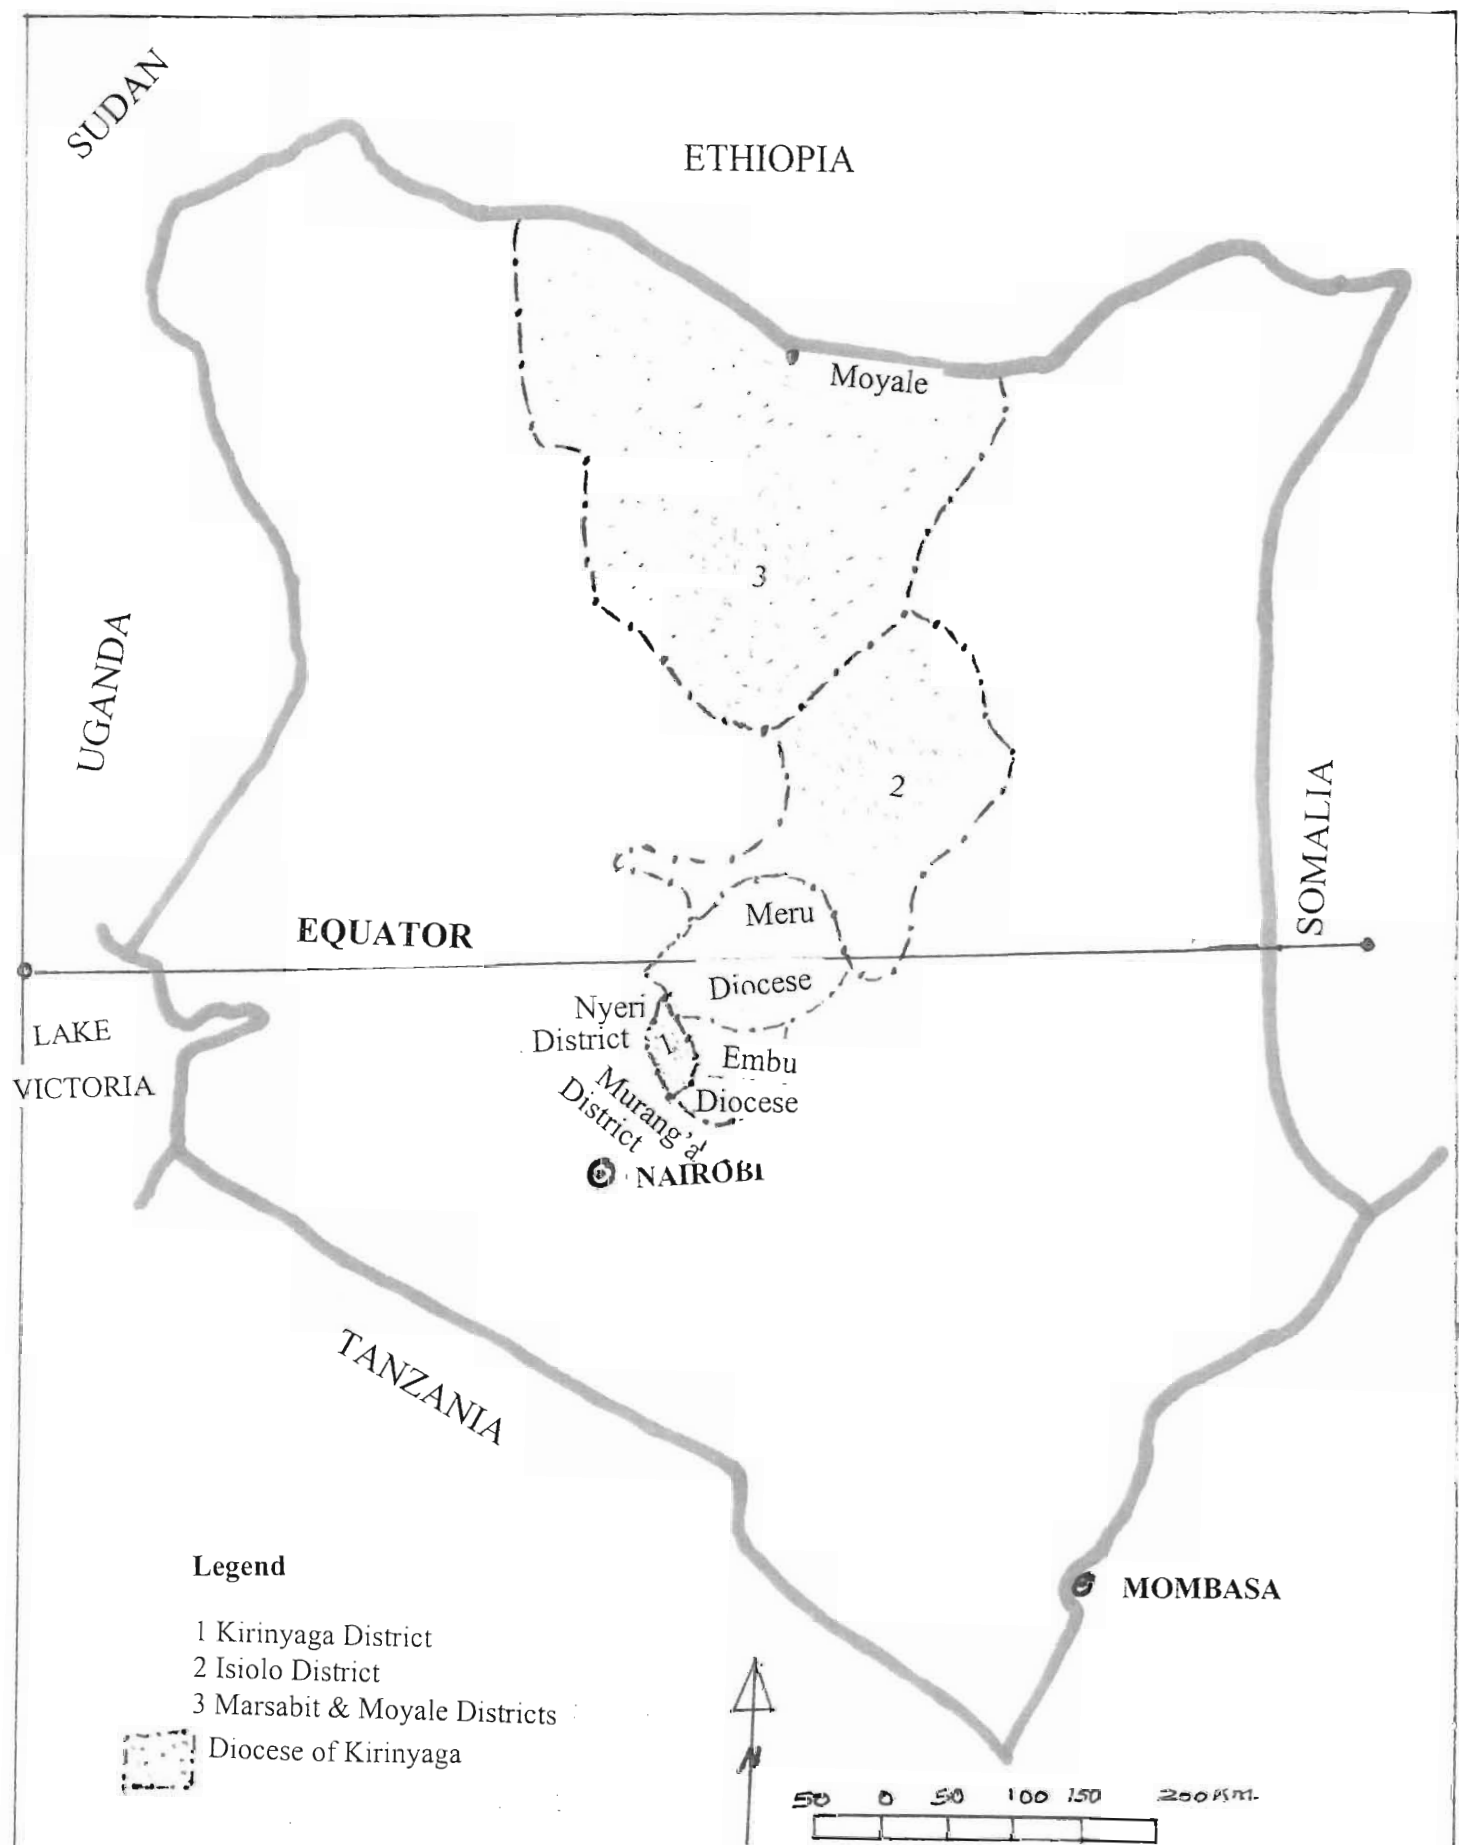 SUDAN
ETHIOPIA
Moyale
3
UGANDA
2
SOMALIA
Meru
EQUATOR
Diocese
Nyeri
District
1
LAKE
VICTORIA
Embu
Diocese
Murang'a
District
NAIROBI
TANZANIA
MOMBASA
Legend
1 Kirinyaga District
2 Isiolo District
3 Marsabit & Moyale Districts
Diocese of Kirinyaga
N
50 0 50 100 150 200